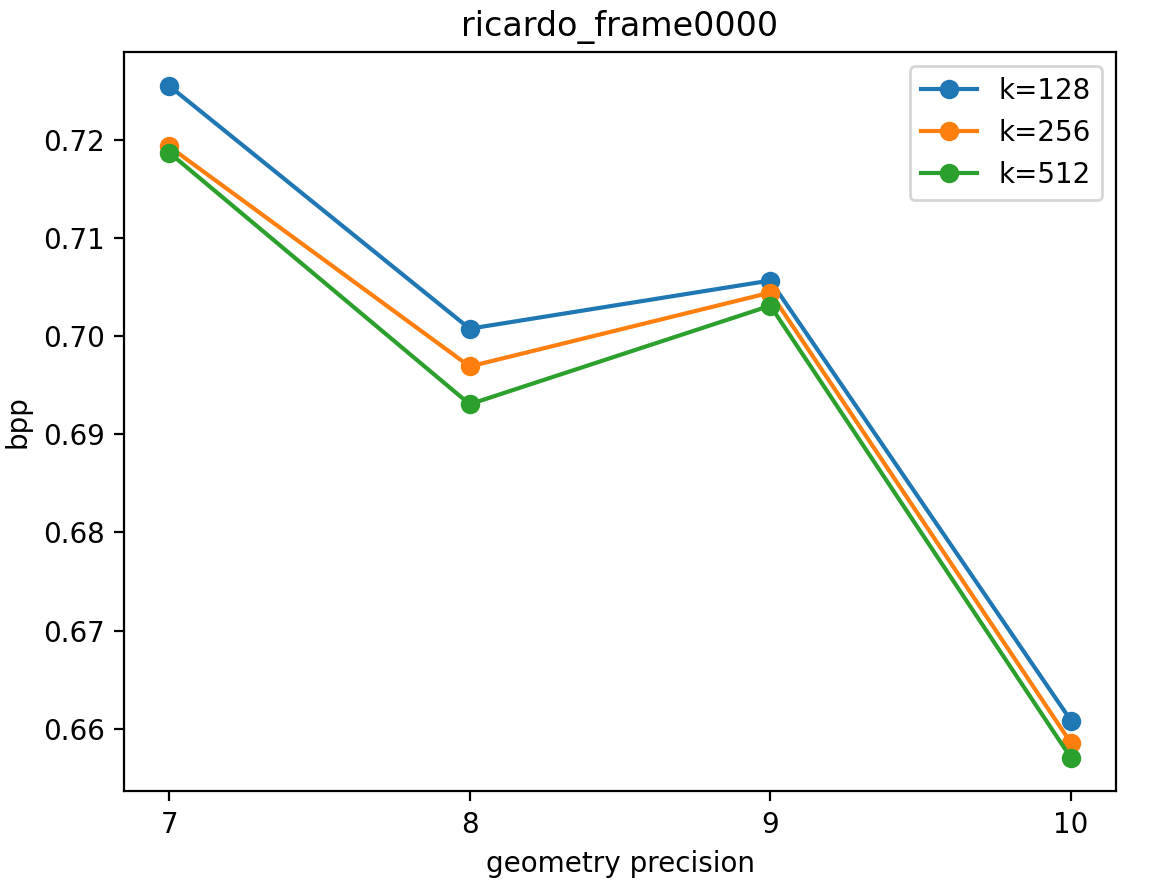 ricardo_frame0000
k=128
k=256
k=512
0.72
0.71
0.70
0.69
0.68
0.67
0.66
bpp
7 8 9 10
geometry precision